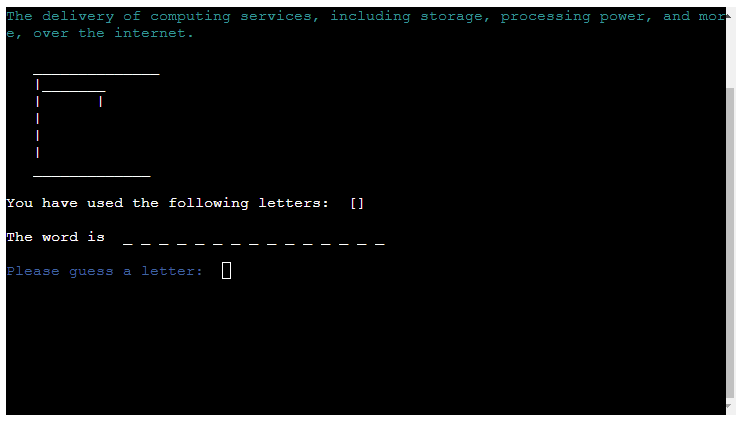 The delivery of computing services, including storage, processing power, and mor
e, over the internet.
You have used the following letters:  []
The word is  _ _ _ _ _ _ _ _ _ _ _ _ _ _ _
Please guess a letter: